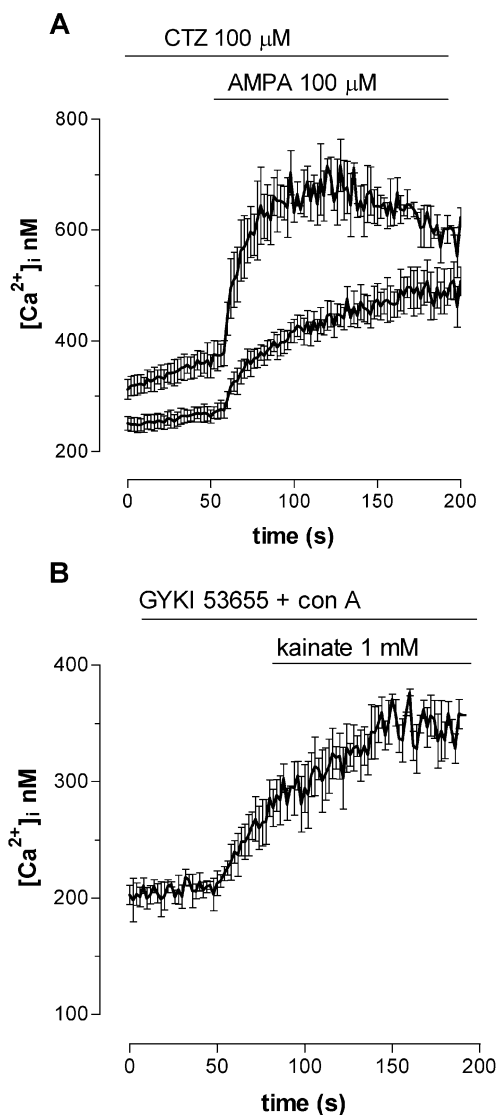 A
CTZ 100 µM
AMPA 100 µM
800
600
400
200
[Ca2+]i nM
0 50 100 150 200
time (s)
B
GYKI 53655 + con A
kainate 1 mM
400
300
200
100
[Ca2+]i nM
0 50 100 150 200
time (s)